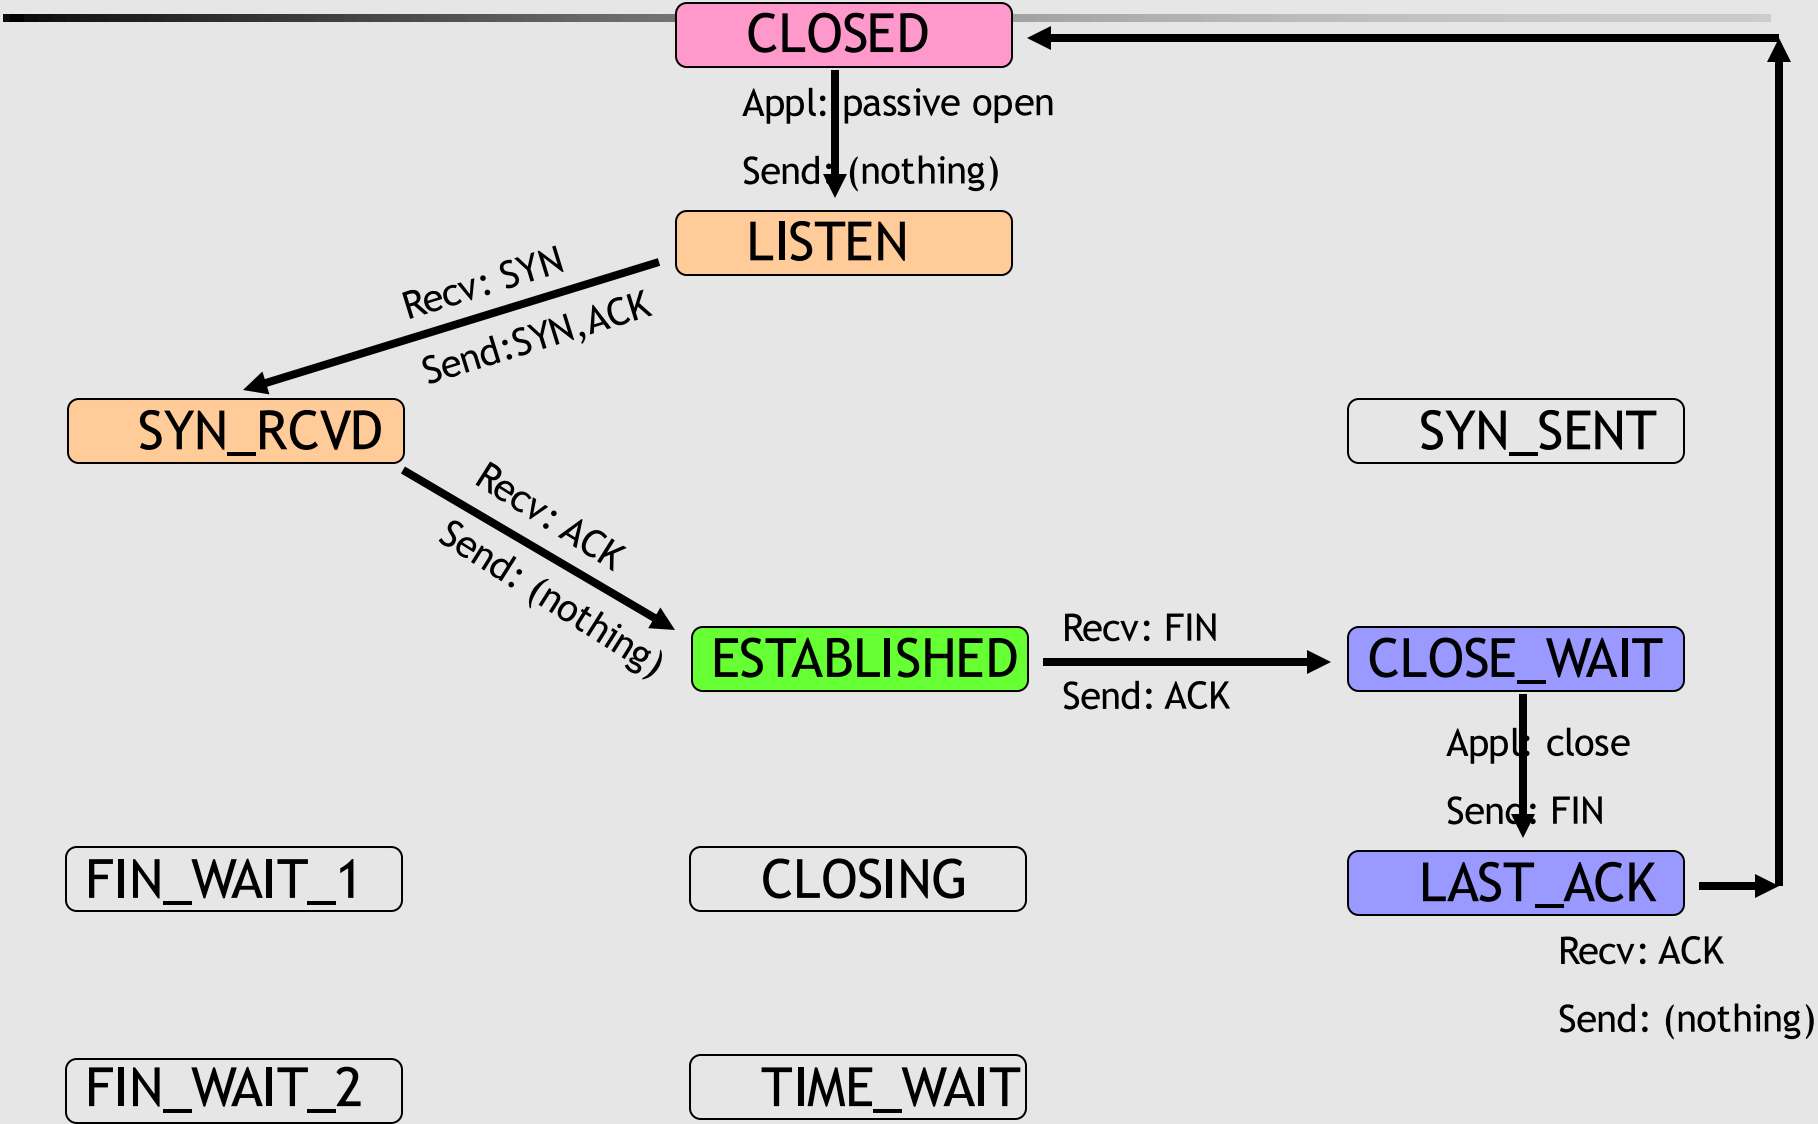 CLOSED
Appl: passive open
Send: (nothing)
LISTEN
Recv: SYN
Send:SYN,ACK
SYN_RCVD
SYN_SENT
Recv: ACK
Send: (nothing)
ESTABLISHED
Recv: FIN
Send: ACK
CLOSE_WAIT
Appl: close
Send: FIN
FIN_WAIT_1
CLOSING
LAST_ACK
Recv: ACK
Send: (nothing)
FIN_WAIT_2
TIME_WAIT